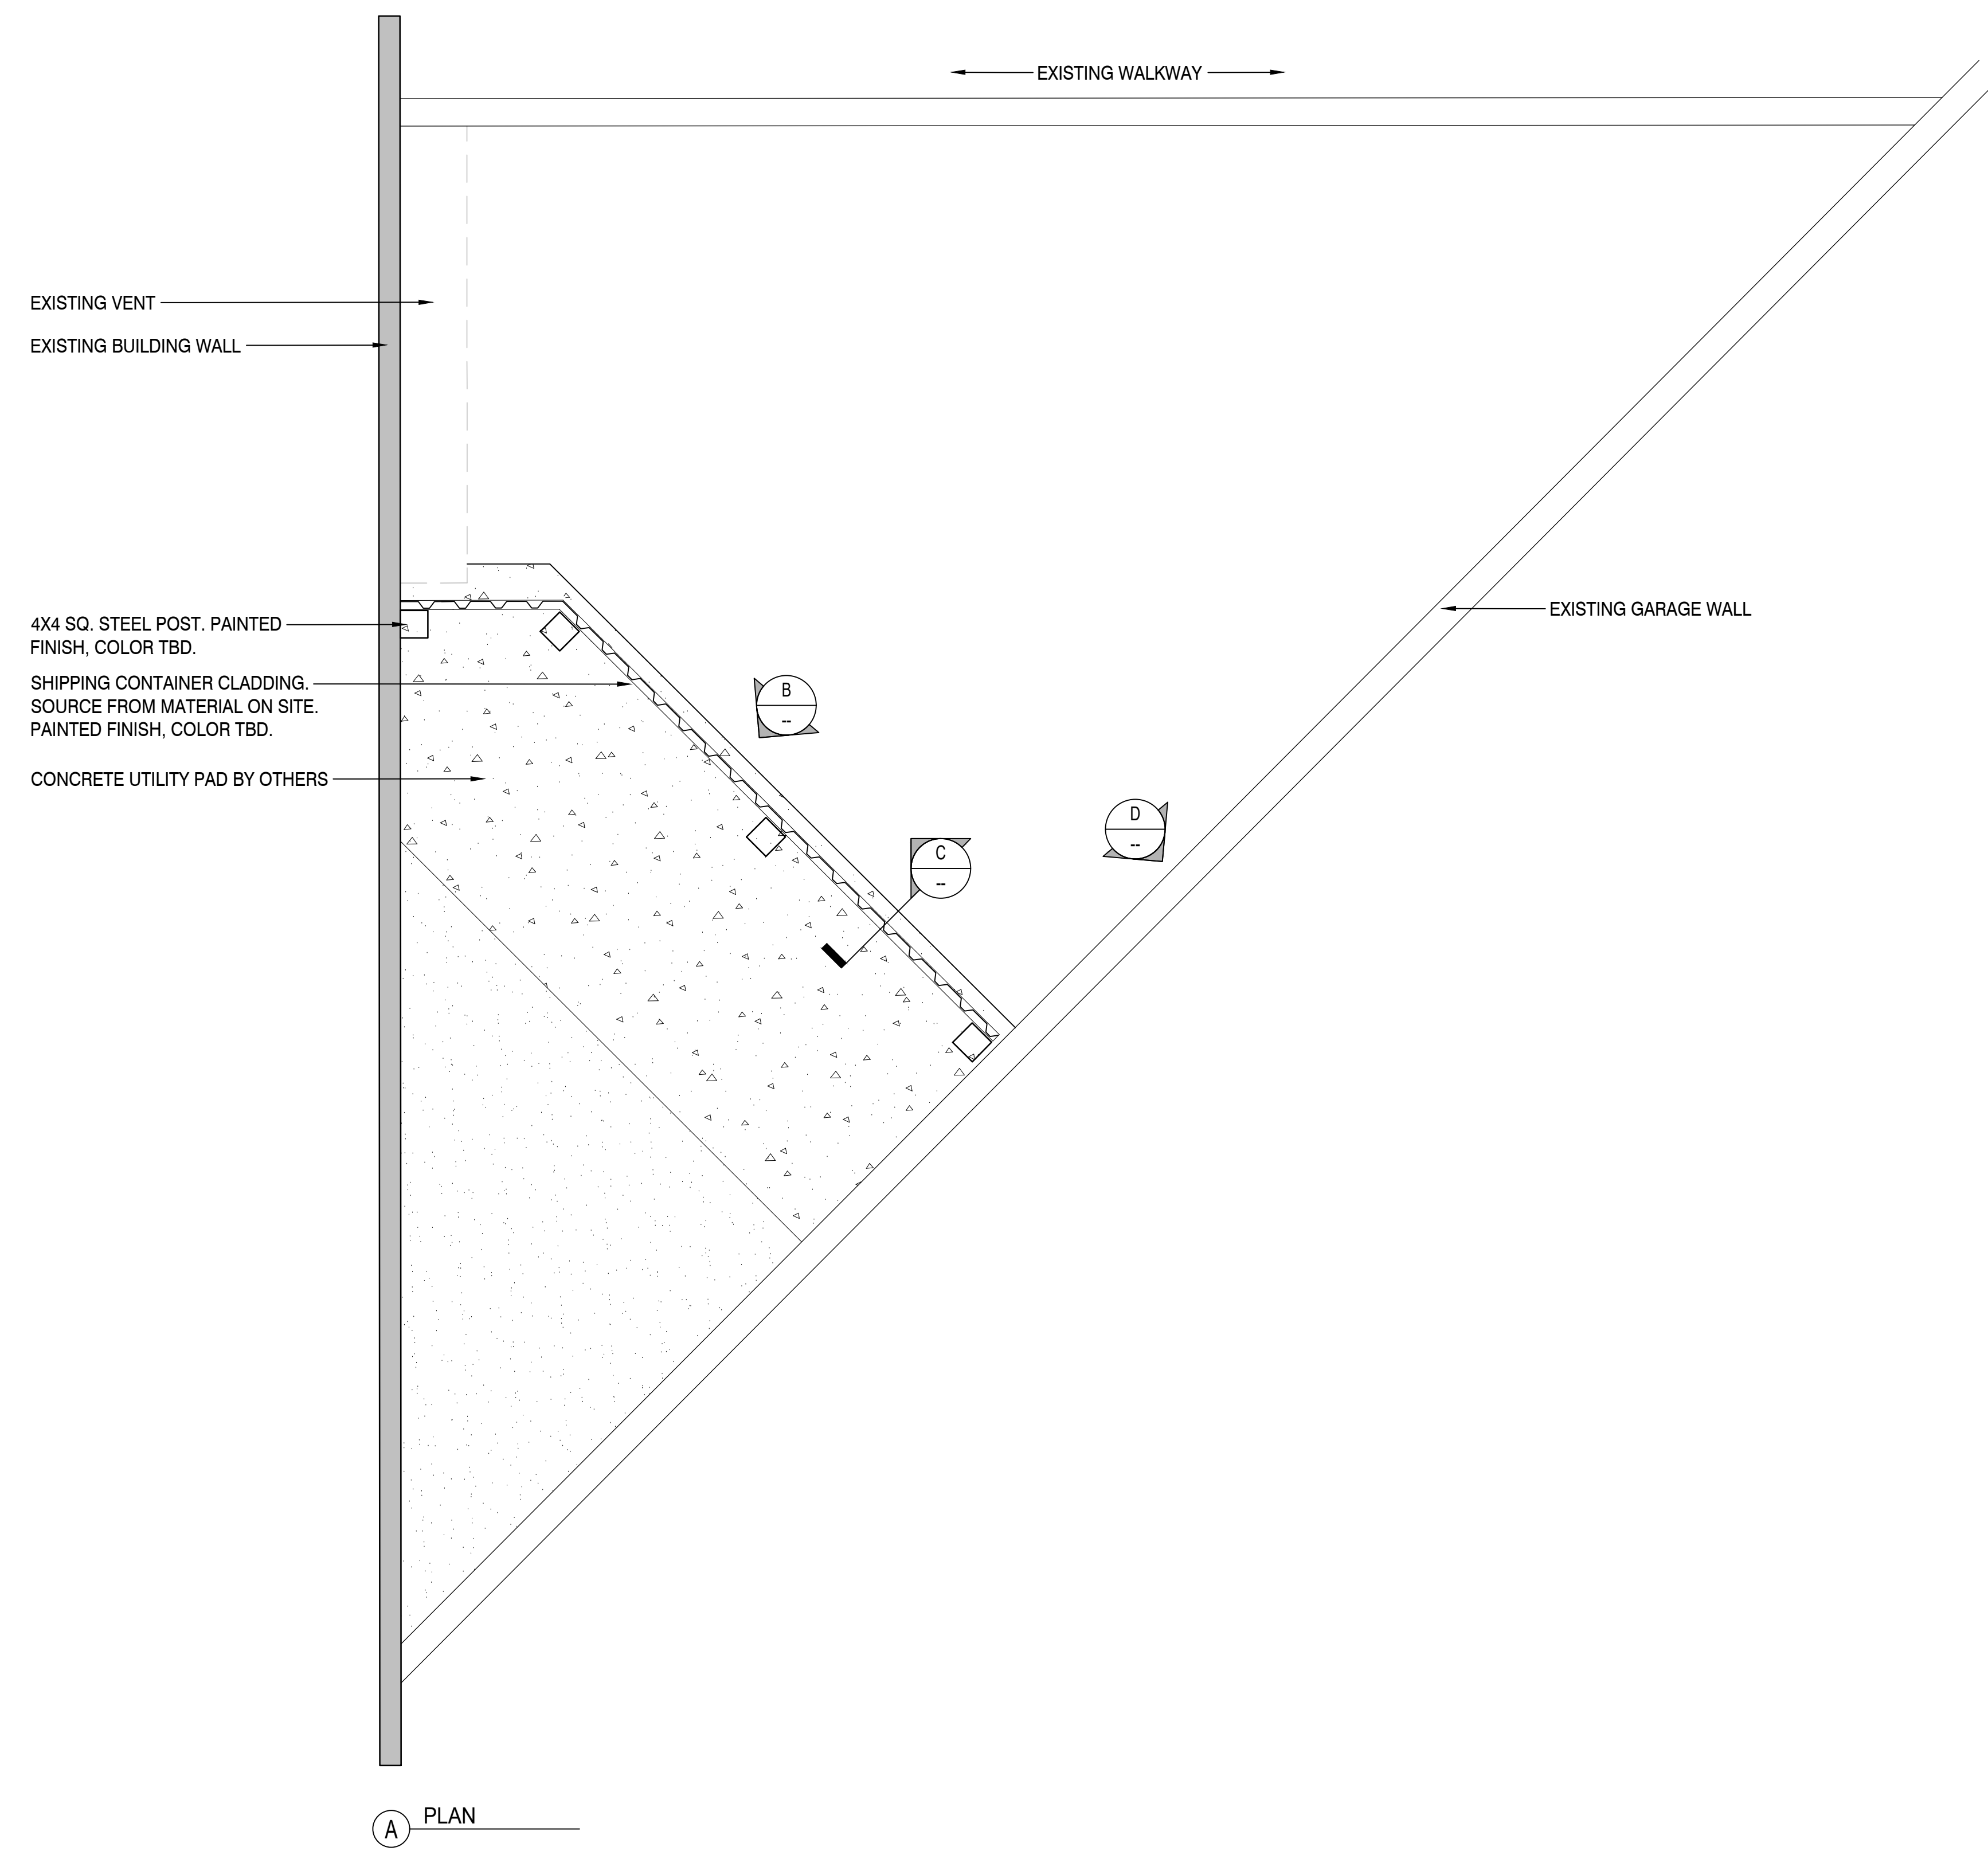 EXISTING WALKWAY
EXISTING VENT
EXISTING BUILDING WALL
4X4 SQ. STEEL POST. PAINTED
FINISH, COLOR TBD.
EXISTING GARAGE WALL
SHIPPING CONTAINER CLADDING.
SOURCE FROM MATERIAL ON SITE.
PAINTED FINISH, COLOR TBD.
B
--
CONCRETE UTILITY PAD BY OTHERS
D
--
C
--
PLAN
A